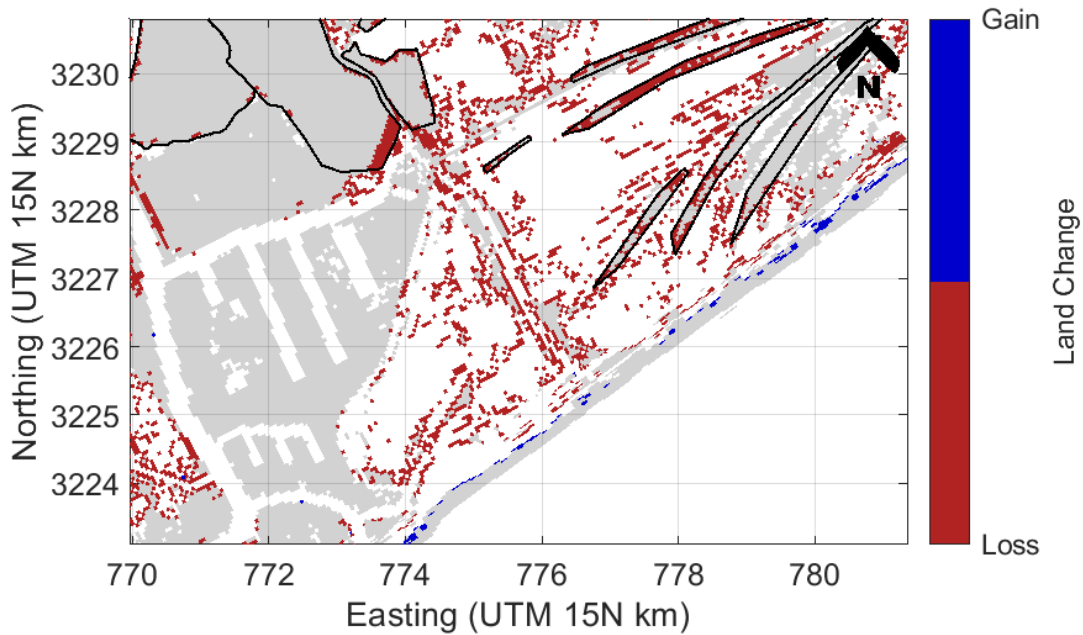 Gain
3230
3229
3228
3227
3226
3225
3224
N
Northing (UTM 15N km)
Land Change
Loss
770 772 774 776 778 780
Easting (UTM 15N km)